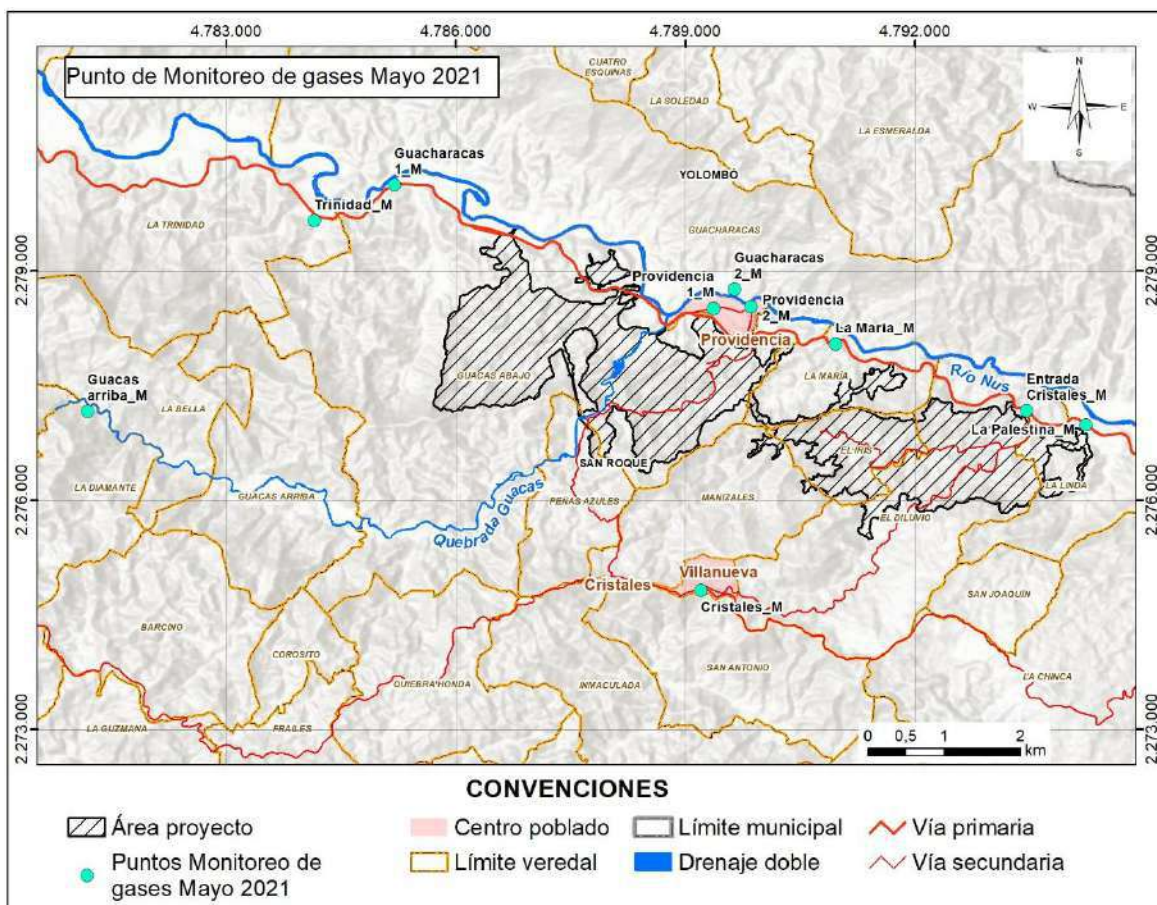 4.783.000
4.786.000
4.789.000
4.792.000
Punto de Monitoreo de gases Mayo 2021
N
W
E
S
CUATRO
ESQUINAS
LA SOLEDAD
LA ESMERALDA
Guacharacas
1_M
YOLOMBÓ
Trinidad_M
LA TRINIDAD
GUACHARACAS
2.279.000
2.279.000
Guacharacas
2_M
Providencia
1_M
Providencia
2_M
La María_M
Providencia
Río Nus
Entrada
Cristales_M
GUACAS ABAJO
LA MARÍA
Guacas
arriba_M
LA BELLA
La Palestina_M
EL IRIS
SAN ROQUE
LA DIAMANTE
GUACAS ARRIBA
PEÑAS AZULES
MANIZALES
LA LINDA
2.276.000
2.276.000
EL DILUVIO
Quebrada Guacas
Cristales
Villanueva
Cristales_M
SAN JOAQUÍN
BARCINO
COROSITO
QUIEBRA HONDA
INMACULADA
SAN ANTONIO
LA CHINCA
LA GUZMANA
FRAILES
2.273.000
2.273.000
0 0,5 1 2
km
CONVENCIONES
Área proyecto
Centro poblado
Límite municipal
Vía primaria
Puntos Monitoreo de
gases Mayo 2021
Límite veredal
Drenaje doble
Vía secundaria